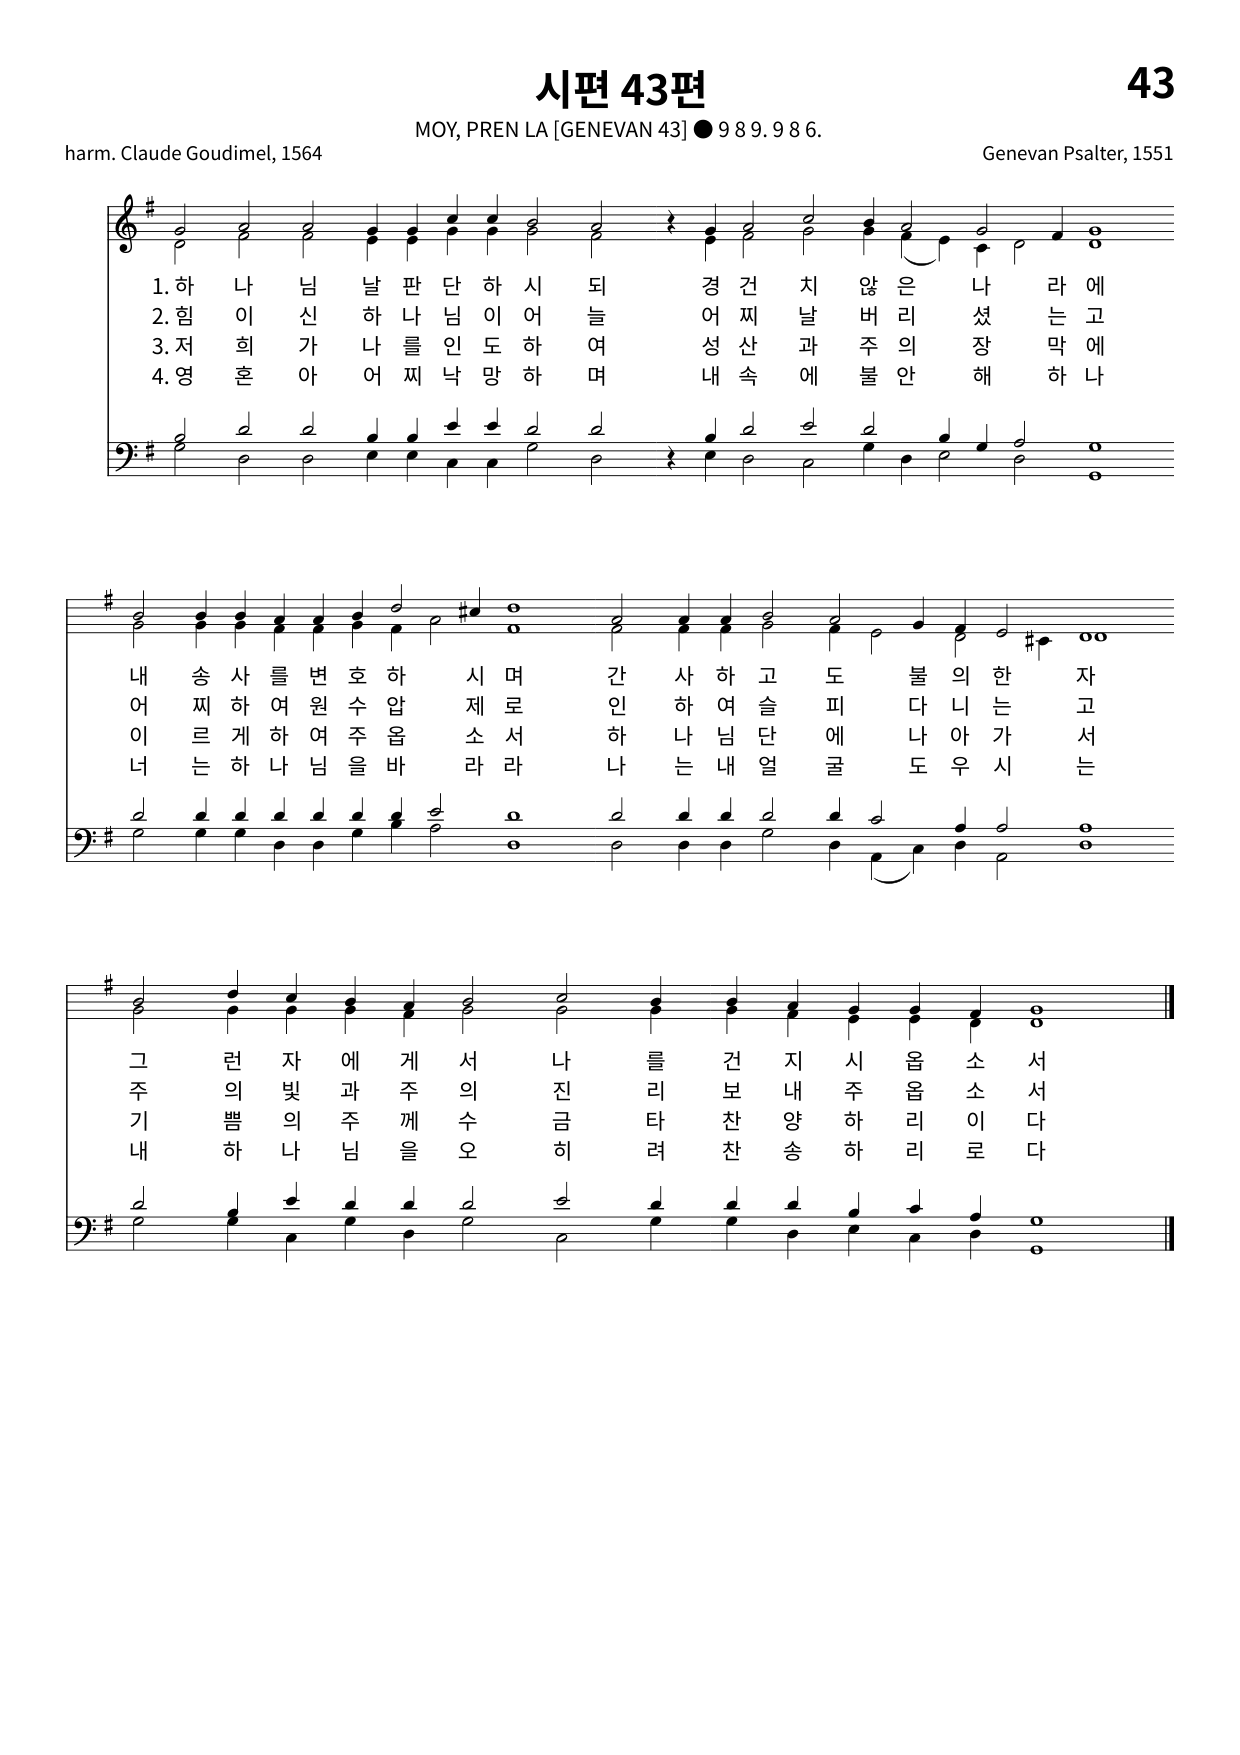 시편 43편
43
MOY, PREN LA [GENEVAN 43] ● 9 8 9. 9 8 6.
harm. Claude Goudimel, 1564
Genevan Psalter, 1551
1. 하 나 님 날 판 단 하 시 되 경 건 치 않 은 나 라 에
2. 힘 이 신 하 나 님 이 어 늘 어 찌 날 버 리 셨 는 고
3. 저 희 가 나 를 인 도 하 여 성 산 과 주 의 장 막 에
4. 영 혼 아 어 찌 낙 망 하 며 내 속 에 불 안 해 하 나
내 송 사 를 변 호 하 시 며 간 사 하 고 도 불 의 한 자
어 찌 하 여 원 수 압 제 로 인 하 여 슬 피 다 니 는 고
이 르 게 하 여 주 옵 소 서 하 나 님 단 에 나 아 가 서
너 는 하 나 님 을 바 라 라 나 는 내 얼 굴 도 우 시 는
그 런 자 에 게 서 나 를 건 지 시 옵 소 서
주 의 빛 과 주 의 진 리 보 내 주 옵 소 서
기 쁨 의 주 께 수 금 타 찬 양 하 리 이 다
내 하 나 님 을 오 히 려 찬 송 하 리 로 다